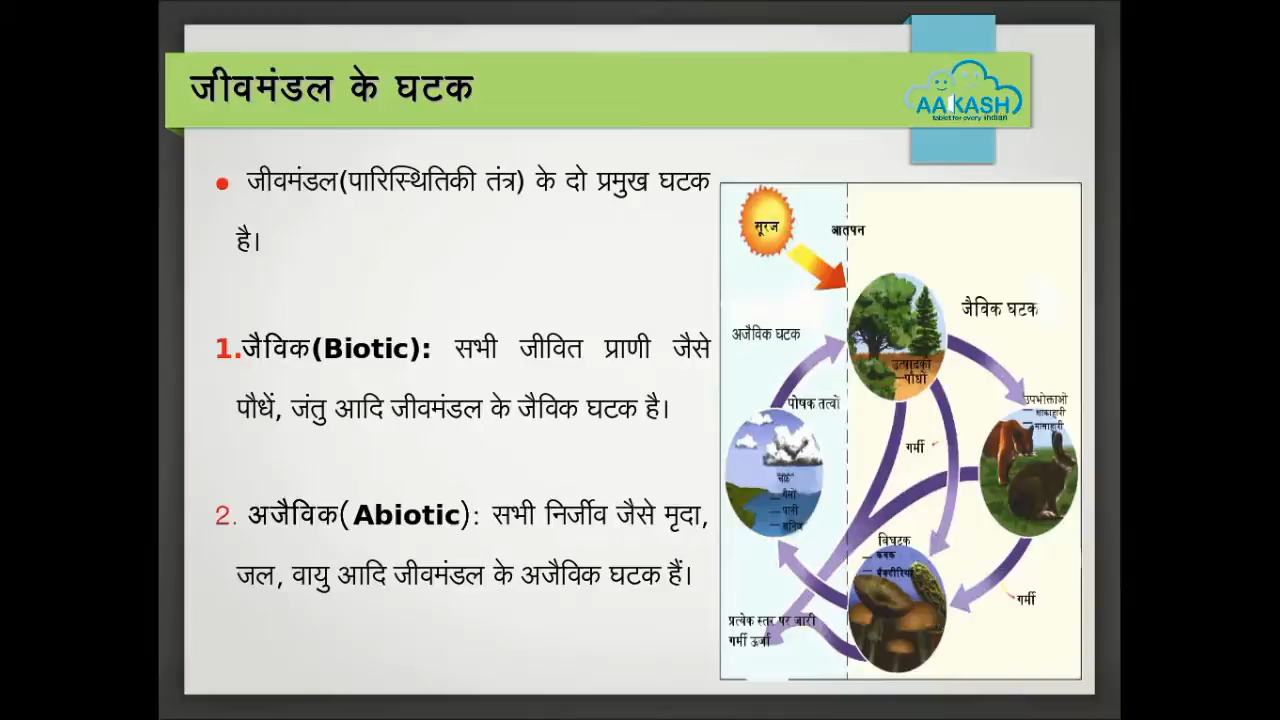 जीवमंडल के घटक
AAKASH
tablet for every indian
• जीवमंडल(पारिस्थितिकी तंत्र) के दो प्रमुख घटक
है।
1.जैविक(Biotic): सभी जीवित प्राणी जैसे
पौधें, जंतु आदि जीवमंडल के जैविक घटक है।
2. अजैविक(Abiotic): सभी निर्जीव जैसे मृदा,
जल, वायु आदि जीवमंडल के अजैविक घटक हैं।
सूरज
आतपन
जैविक घटक
अजैविक घटक
उत्पादकों
—पौधों
पोषक तत्वों
उपभोक्ताओं
— शाकाहारी
— मासाहारी
गर्मी
— गैसों
— पानी
— खनिज
विघटक
— कवक
— बैक्टीरिया
गर्मी
प्रत्येक स्तर पर जारी
गर्मी ऊर्जा